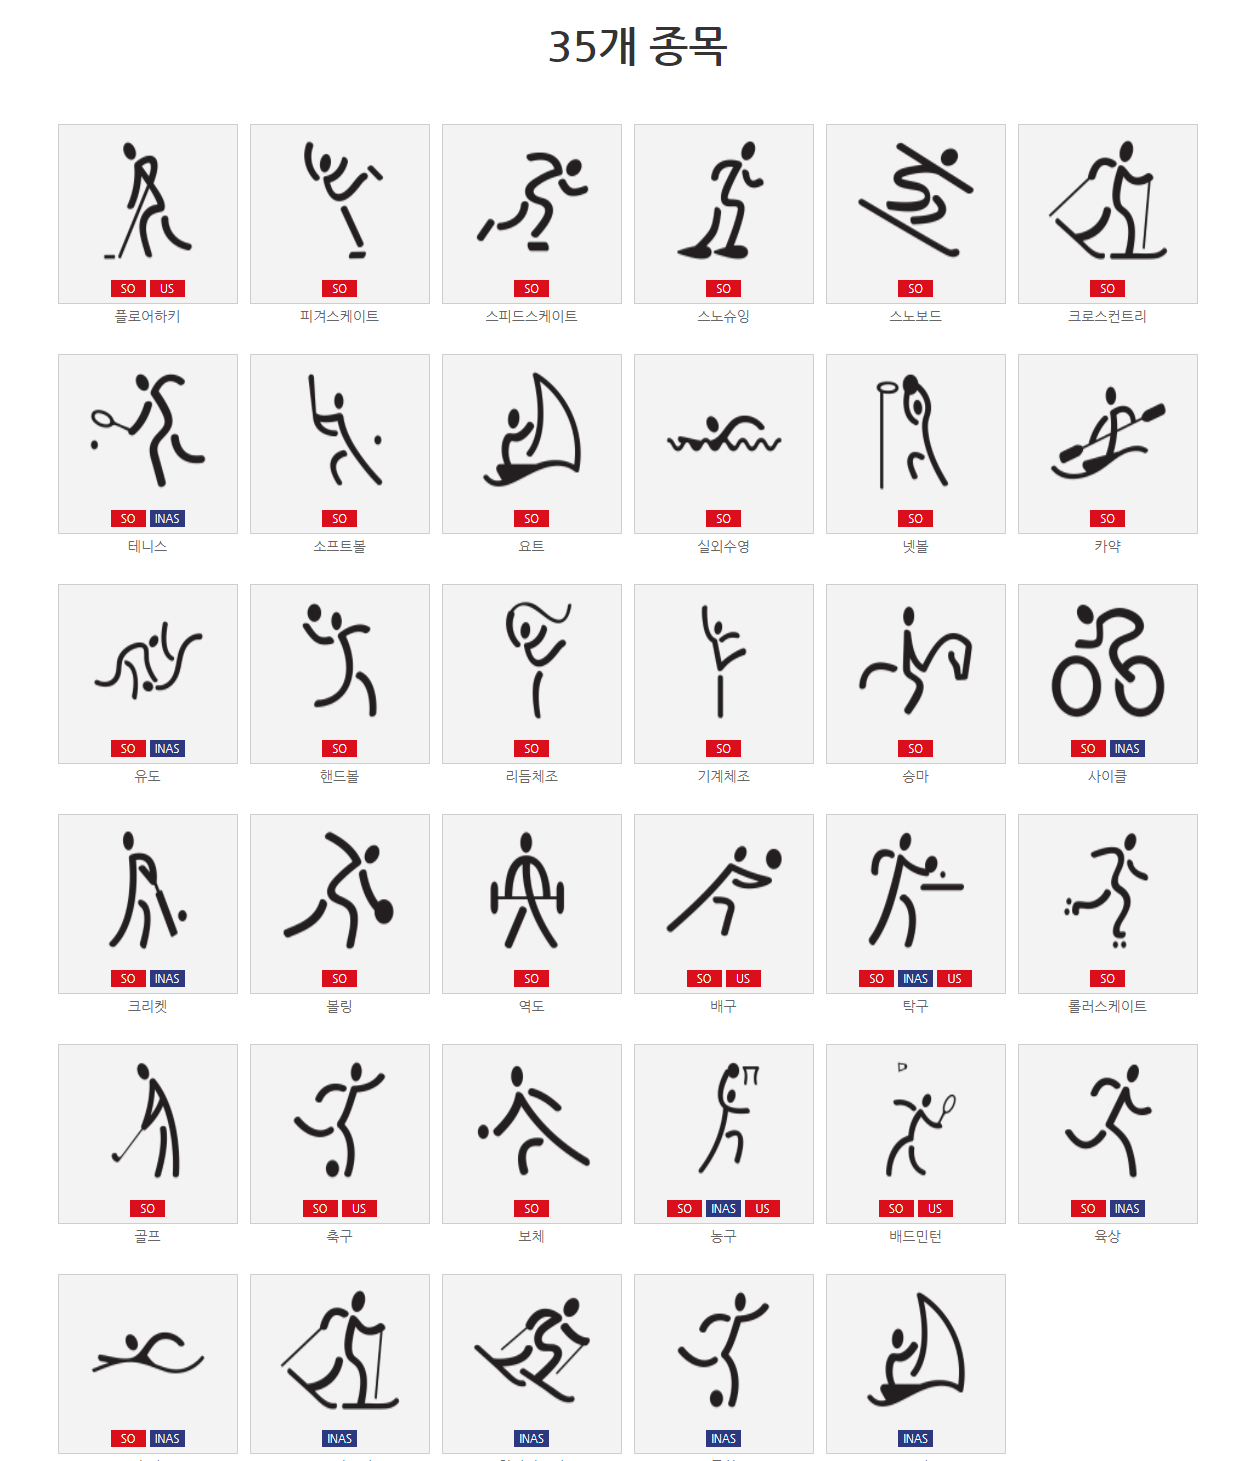 35개 종목
SO US
SO
SO
SO
SO
SO
플로어하키
피겨스케이트
스피드스케이트
스노슈잉
스노보드
크로스컨트리
SO INAS
SO
SO
SO
SO
SO
테니스
소프트볼
요트
실외수영
넷볼
카약
SO INAS
SO
SO
SO
SO
SO INAS
유도
핸드볼
리듬체조
기계체조
승마
사이클
SO INAS
SO
SO
SO US
SO INAS US
SO
크리켓
볼링
역도
배구
탁구
롤러스케이트
SO
SO US
SO
SO INAS US
SO US
SO INAS
골프
축구
보체
농구
배드민턴
육상
SO INAS
INAS
INAS
INAS
INAS